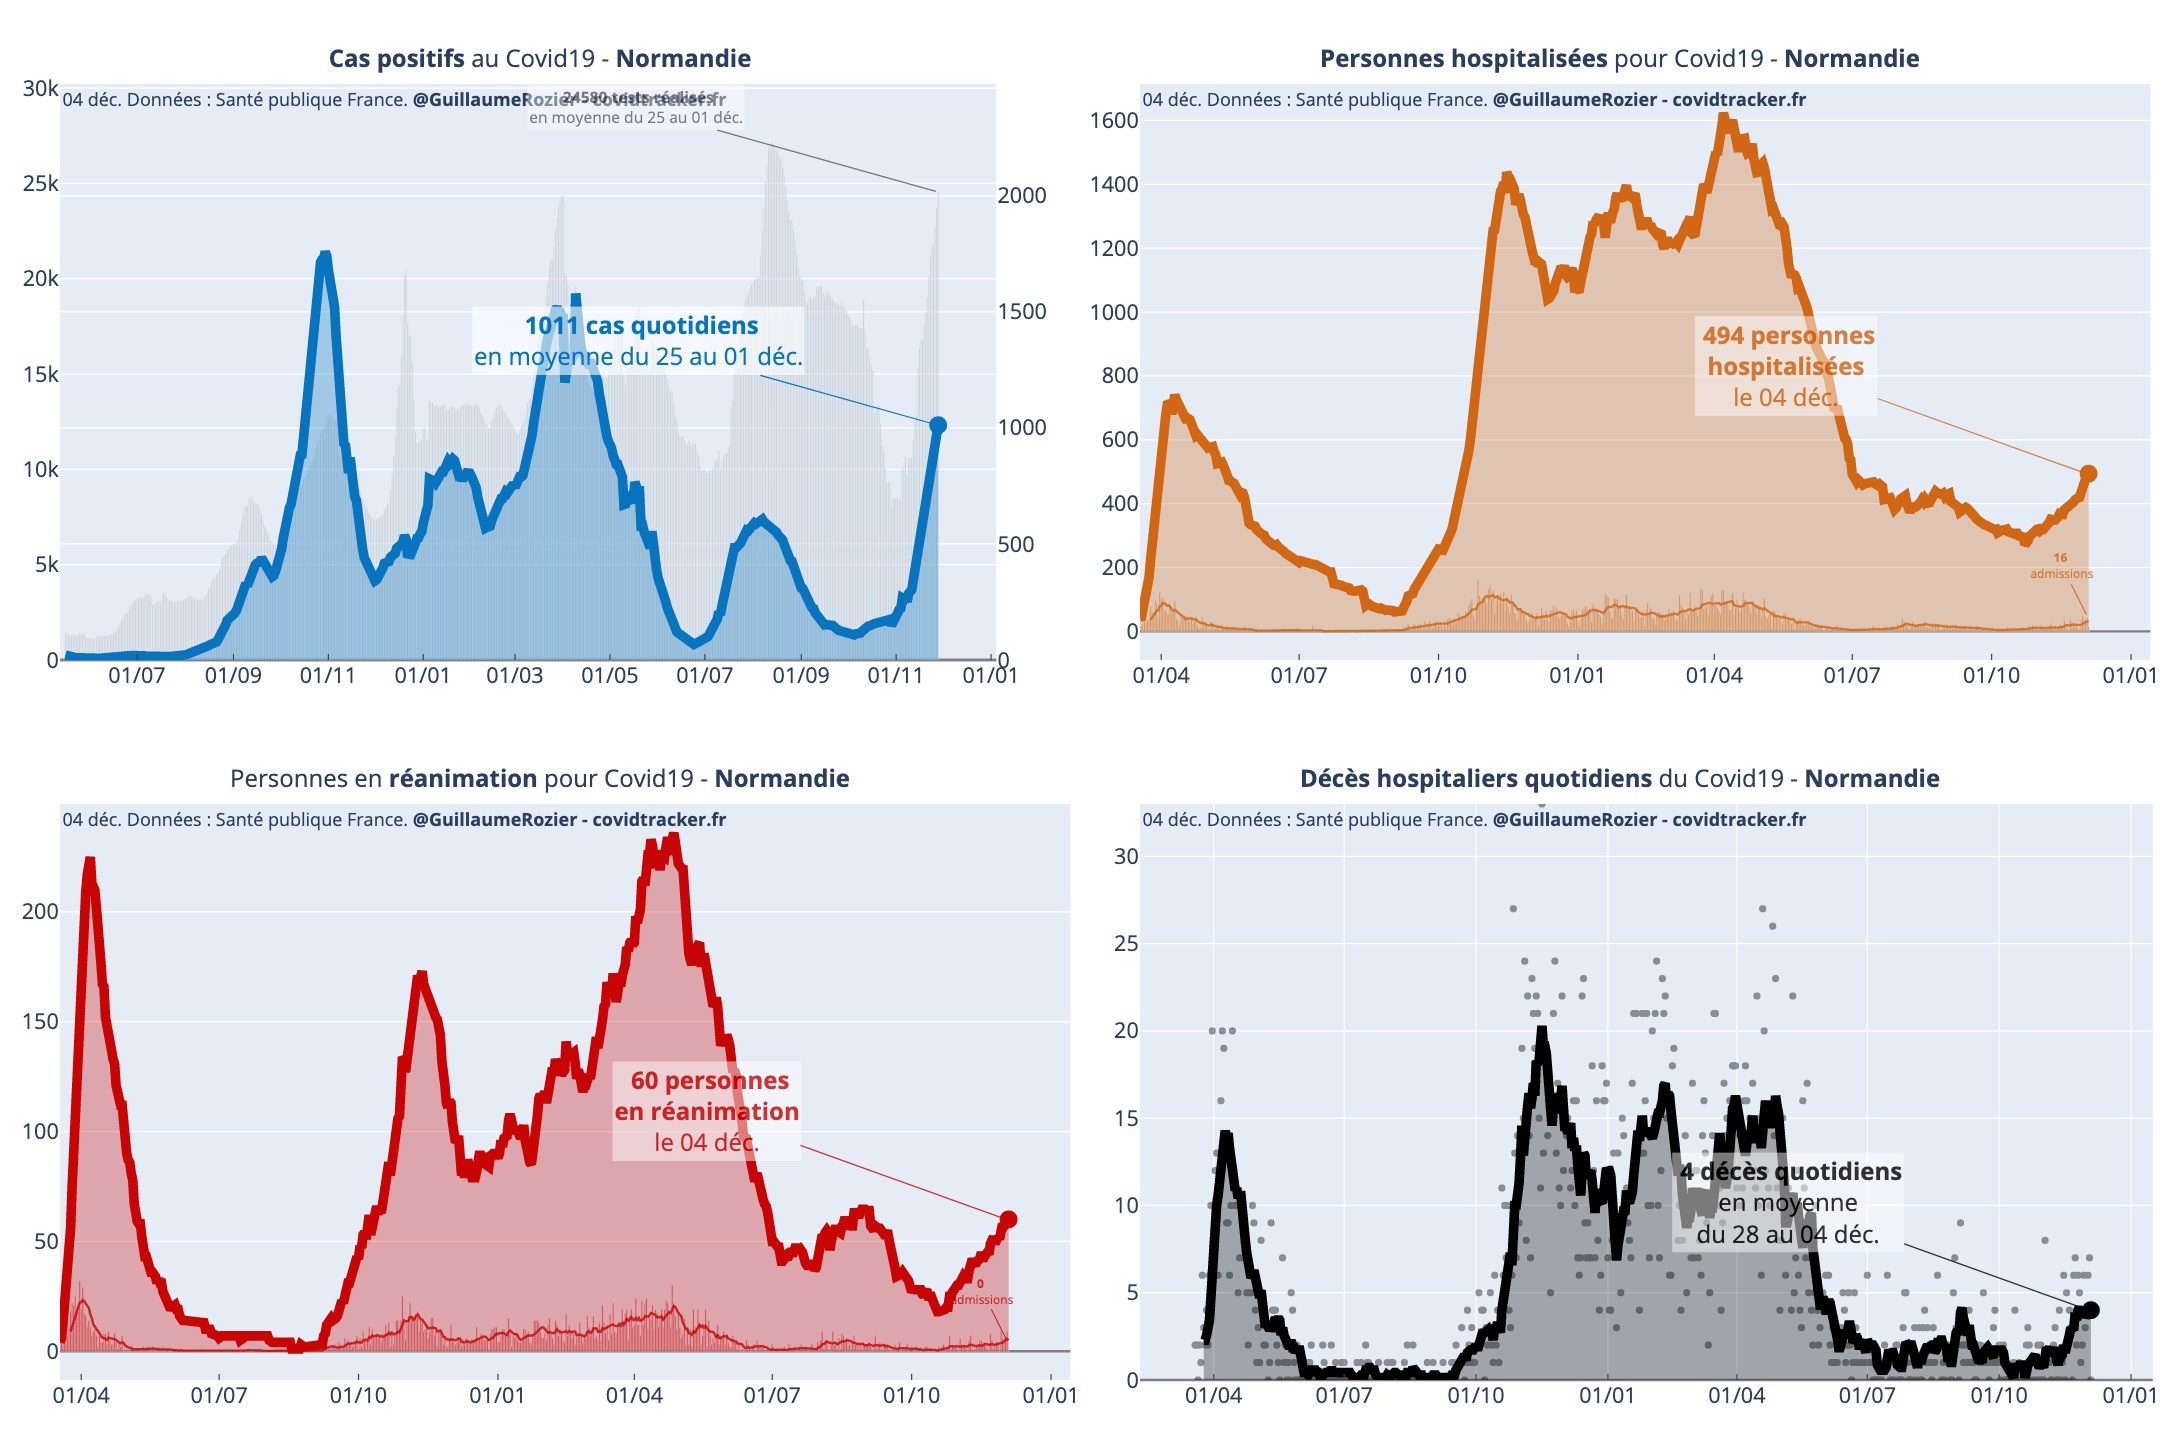 Cas positifs au Covid19 - Normandie
04 déc. Données : Santé publique France. @GuillaumeRozier - covidtracker.fr
24580 tests réalisés
en moyenne du 25 au 01 déc.
30k
25k
20k
15k
10k
5k
0
2000
1500
1000
500
0
1011 cas quotidiens
en moyenne du 25 au 01 déc.
01/07 01/09 01/11 01/01 01/03 01/05 01/07 01/09 01/11 01/01
Personnes hospitalisées pour Covid19 - Normandie
04 déc. Données : Santé publique France. @GuillaumeRozier - covidtracker.fr
1600
1400
1200
1000
800
600
400
200
0
494 personnes
hospitalisées
le 04 déc.
16
admissions
01/04 01/07 01/10 01/01 01/04 01/07 01/10 01/01
Personnes en réanimation pour Covid19 - Normandie
04 déc. Données : Santé publique France. @GuillaumeRozier - covidtracker.fr
200
150
100
50
0
60 personnes
en réanimation
le 04 déc.
0
admissions
01/04 01/07 01/10 01/01 01/04 01/07 01/10 01/01
Décès hospitaliers quotidiens du Covid19 - Normandie
04 déc. Données : Santé publique France. @GuillaumeRozier - covidtracker.fr
30
25
20
15
10
5
0
4 décès quotidiens
en moyenne
du 28 au 04 déc.
01/04 01/07 01/10 01/01 01/04 01/07 01/10 01/01